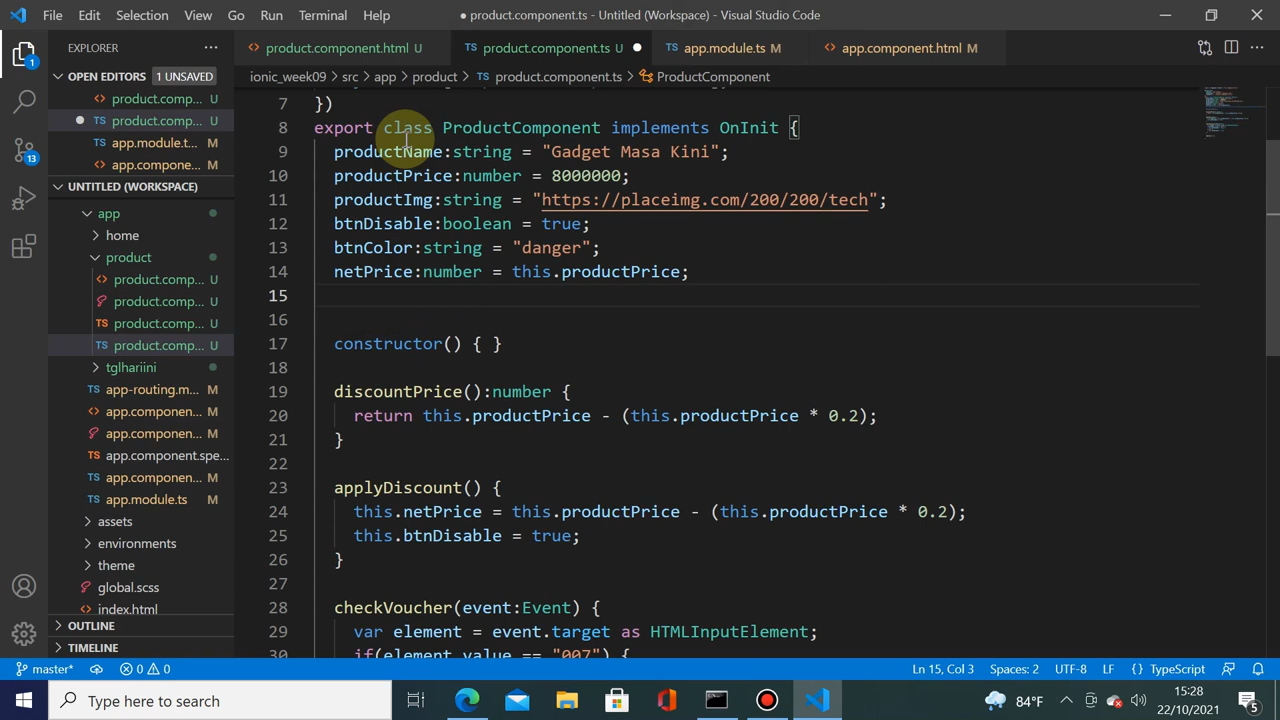 File Edit Selection View Go Run Terminal Help
● product.component.ts - Untitled (Workspace) - Visual Studio Code
EXPLORER
product.component.html U
TS product.component.ts U ●
TS app.module.ts M
app.component.html M
OPEN EDITORS 1 UNSAVED
ionic_week09 > src > app > product > TS product.component.ts > ProductComponent
product.comp... U
TS product.comp... U
TS app.module.t... M
app.compone... M
UNTITLED (WORKSPACE)
app
home
product
product.comp... U
product.comp... U
TS product.comp... U
TS product.comp... U
tglhariini
TS app-routing.m... M
app.componen... M
app.componen... M
TS app.component.spe...
TS app.componen... M
TS app.module.ts M
assets
environments
theme
global.scss
index.html
OUTLINE
TIMELINE
7 })
8 export class ProductComponent implements OnInit {
9 productName:string = "Gadget Masa Kini";
10 productPrice:number = 8000000;
11 productImg:string = "https://placeimg.com/200/200/tech";
12 btnDisable:boolean = true;
13 btnColor:string = "danger";
14 netPrice:number = this.productPrice;
15
16
17 constructor() { }
18
19 discountPrice():number {
20 return this.productPrice - (this.productPrice * 0.2);
21 }
22
23 applyDiscount() {
24 this.netPrice = this.productPrice - (this.productPrice * 0.2);
25 this.btnDisable = true;
26 }
27
28 checkVoucher(event:Event) {
29 var element = event.target as HTMLInputElement;
30 if(element.value == "007") {
1
13
master* 0 0
Ln 15, Col 3 Spaces: 2 UTF-8 LF {} TypeScript
Type here to search
84°F
15:28
22/10/2021
5